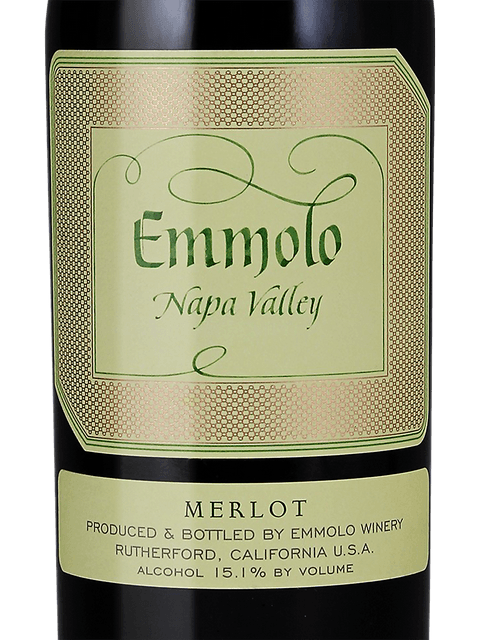 Emmolo
Napa Valley
MERLOT
PRODUCED & BOTTLED BY EMMOLO WINERY
RUTHERFORD, CALIFORNIA U.S.A.
ALCOHOL 15.1% BY VOLUME